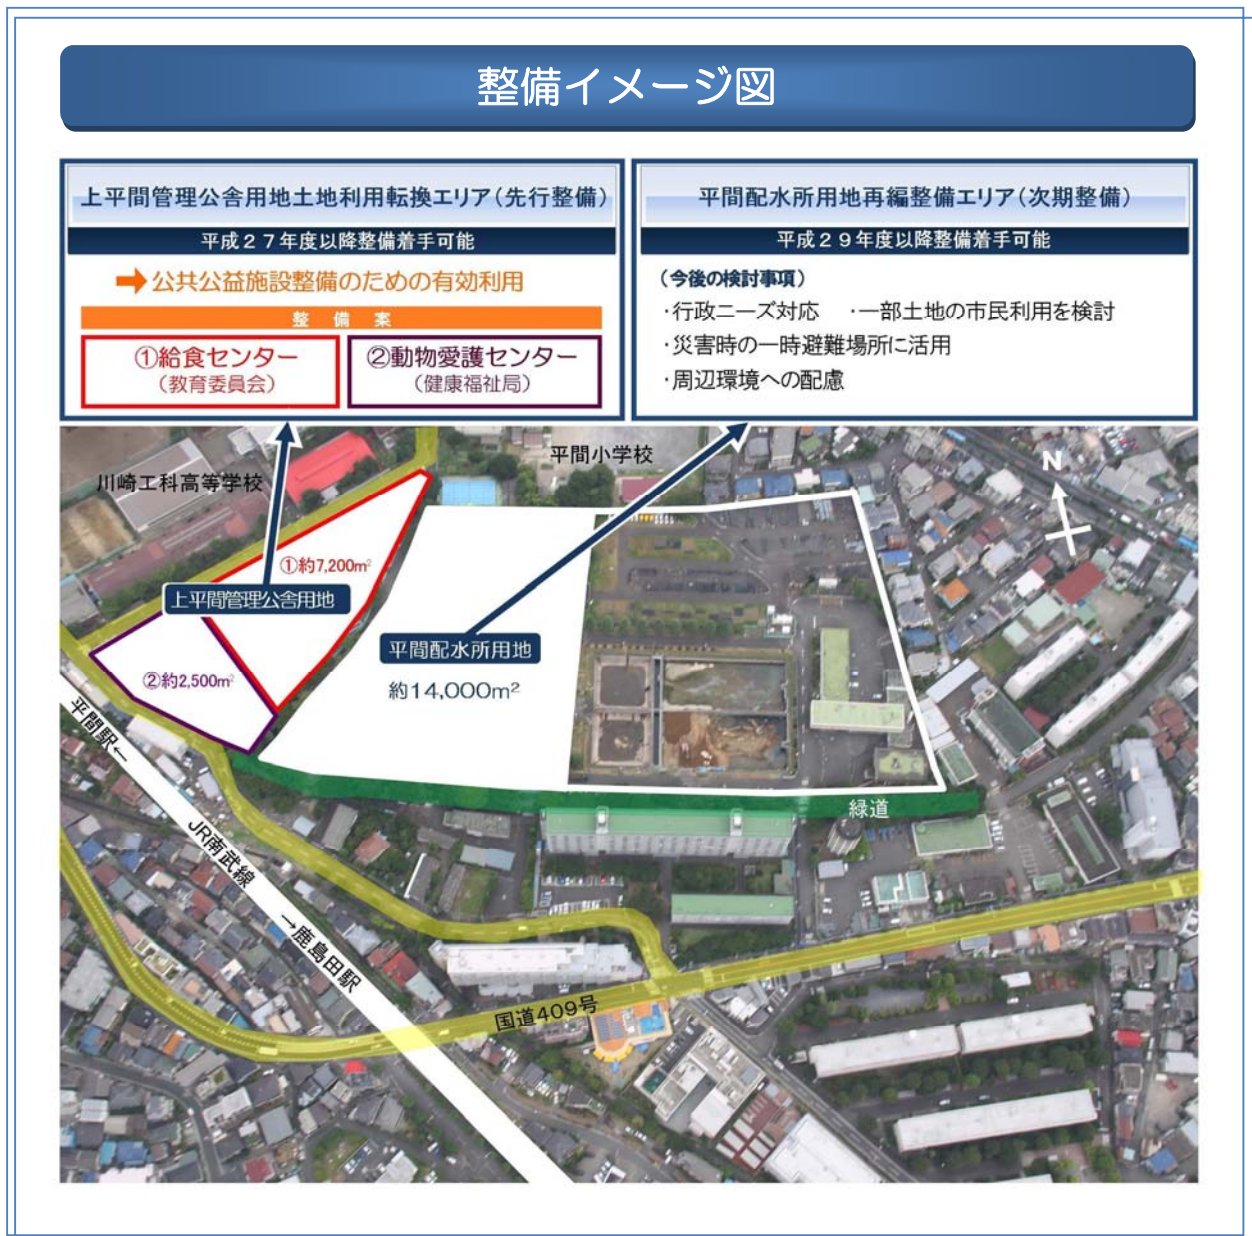 整備イメージ図
上平間管理公舎用地土地利用転換エリア(先行整備)
平成27年度以降整備着手可能
➡公共公益施設整備のための有効利用
整備案
①給食センター
(教育委員会)
②動物愛護センター
(健康福祉局)
平間配水所用地再編整備エリア(次期整備)
平成29年度以降整備着手可能
(今後の検討事項)
・行政ニーズ対応 ・一部土地の市民利用を検討
・災害時の一時避難場所に活用
・周辺環境への配慮
平間小学校
川崎工科高等学校
N
①約7,200m²
上平間管理公舎用地
平間配水所用地
約14,000m²
②約2,500m²
平間駅←
JR南武線
→鹿島田駅
緑道
国道409号